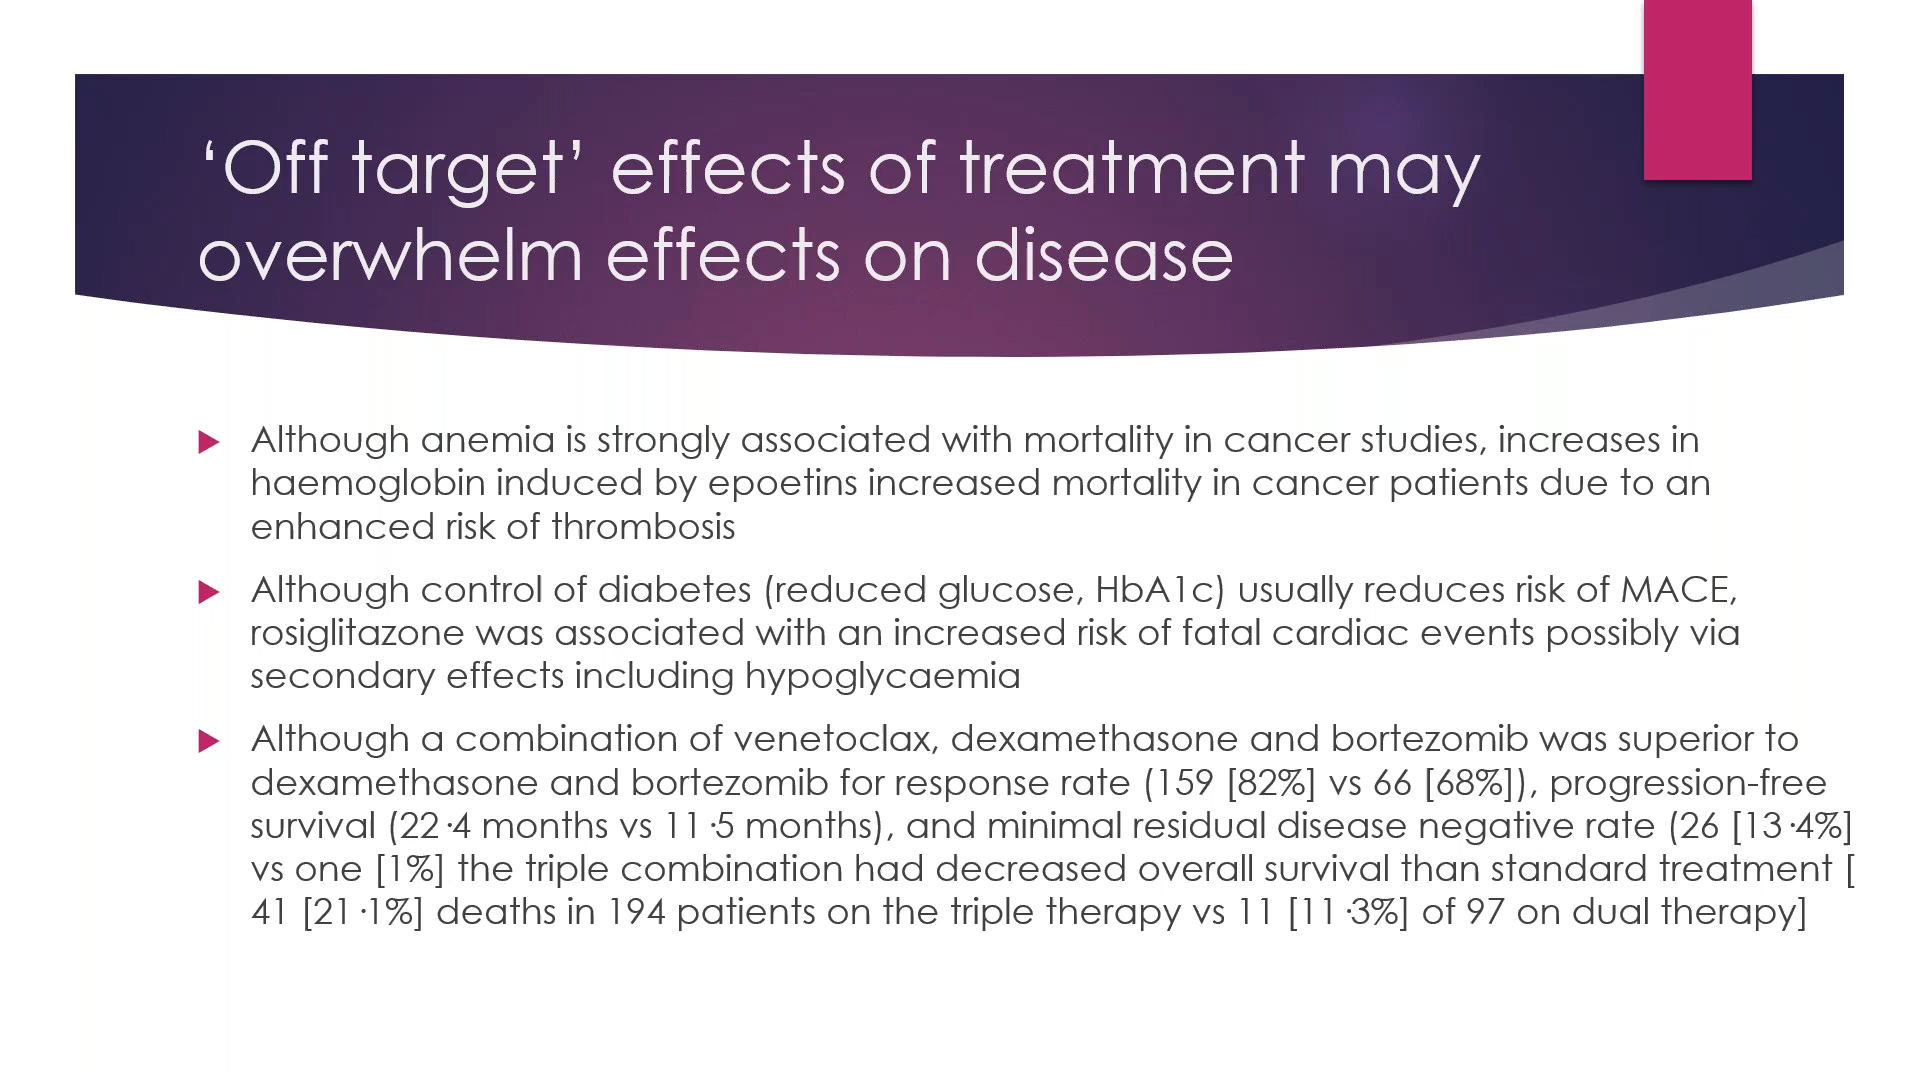 ‘Off target’ effects of treatment may
overwhelm effects on disease
Although anemia is strongly associated with mortality in cancer studies, increases in
haemoglobin induced by epoetins increased mortality in cancer patients due to an
enhanced risk of thrombosis
Although control of diabetes (reduced glucose, HbA1c) usually reduces risk of MACE,
rosiglitazone was associated with an increased risk of fatal cardiac events possibly via
secondary effects including hypoglycaemia
Although a combination of venetoclax, dexamethasone and bortezomib was superior to
dexamethasone and bortezomib for response rate (159 [82%] vs 66 [68%]), progression-free
survival (22·4 months vs 11·5 months), and minimal residual disease negative rate (26 [13·4%]
vs one [1%] the triple combination had decreased overall survival than standard treatment [
41 [21·1%] deaths in 194 patients on the triple therapy vs 11 [11·3%] of 97 on dual therapy]